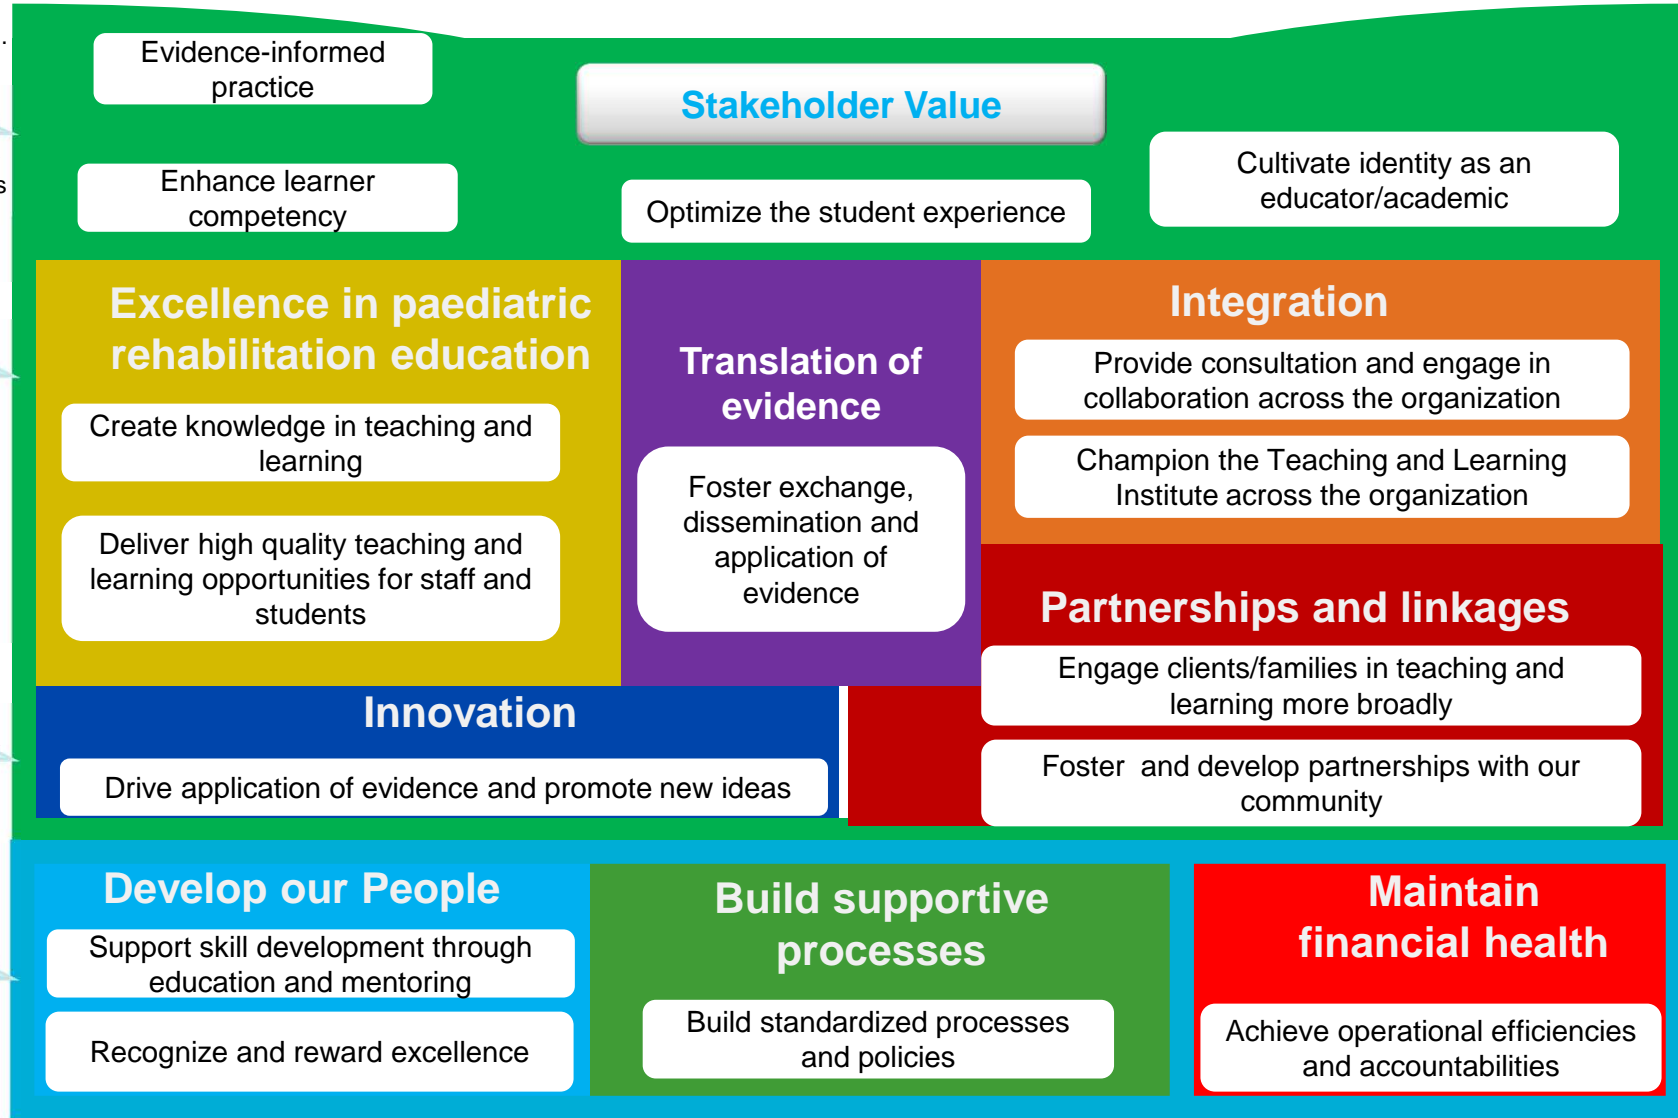 Evidence-informed
practice
Stakeholder Value
Enhance learner
competency
Optimize the student experience
Cultivate identity as an
educator/academic
Excellence in paediatric
rehabilitation education
Create knowledge in teaching and
learning
Deliver high quality teaching and
learning opportunities for staff and
students
Translation of
evidence
Foster exchange,
dissemination and
application of
evidence
Integration
Provide consultation and engage in
collaboration across the organization
Champion the Teaching and Learning
Institute across the organization
Partnerships and linkages
Engage clients/families in teaching and
learning more broadly
Foster  and develop partnerships with our
community
Innovation
Drive application of evidence and promote new ideas
Develop our People
Support skill development through
education and mentoring
Recognize and reward excellence
Build supportive
processes
Build standardized processes
and policies
Maintain
financial health
Achieve operational efficiencies
and accountabilities